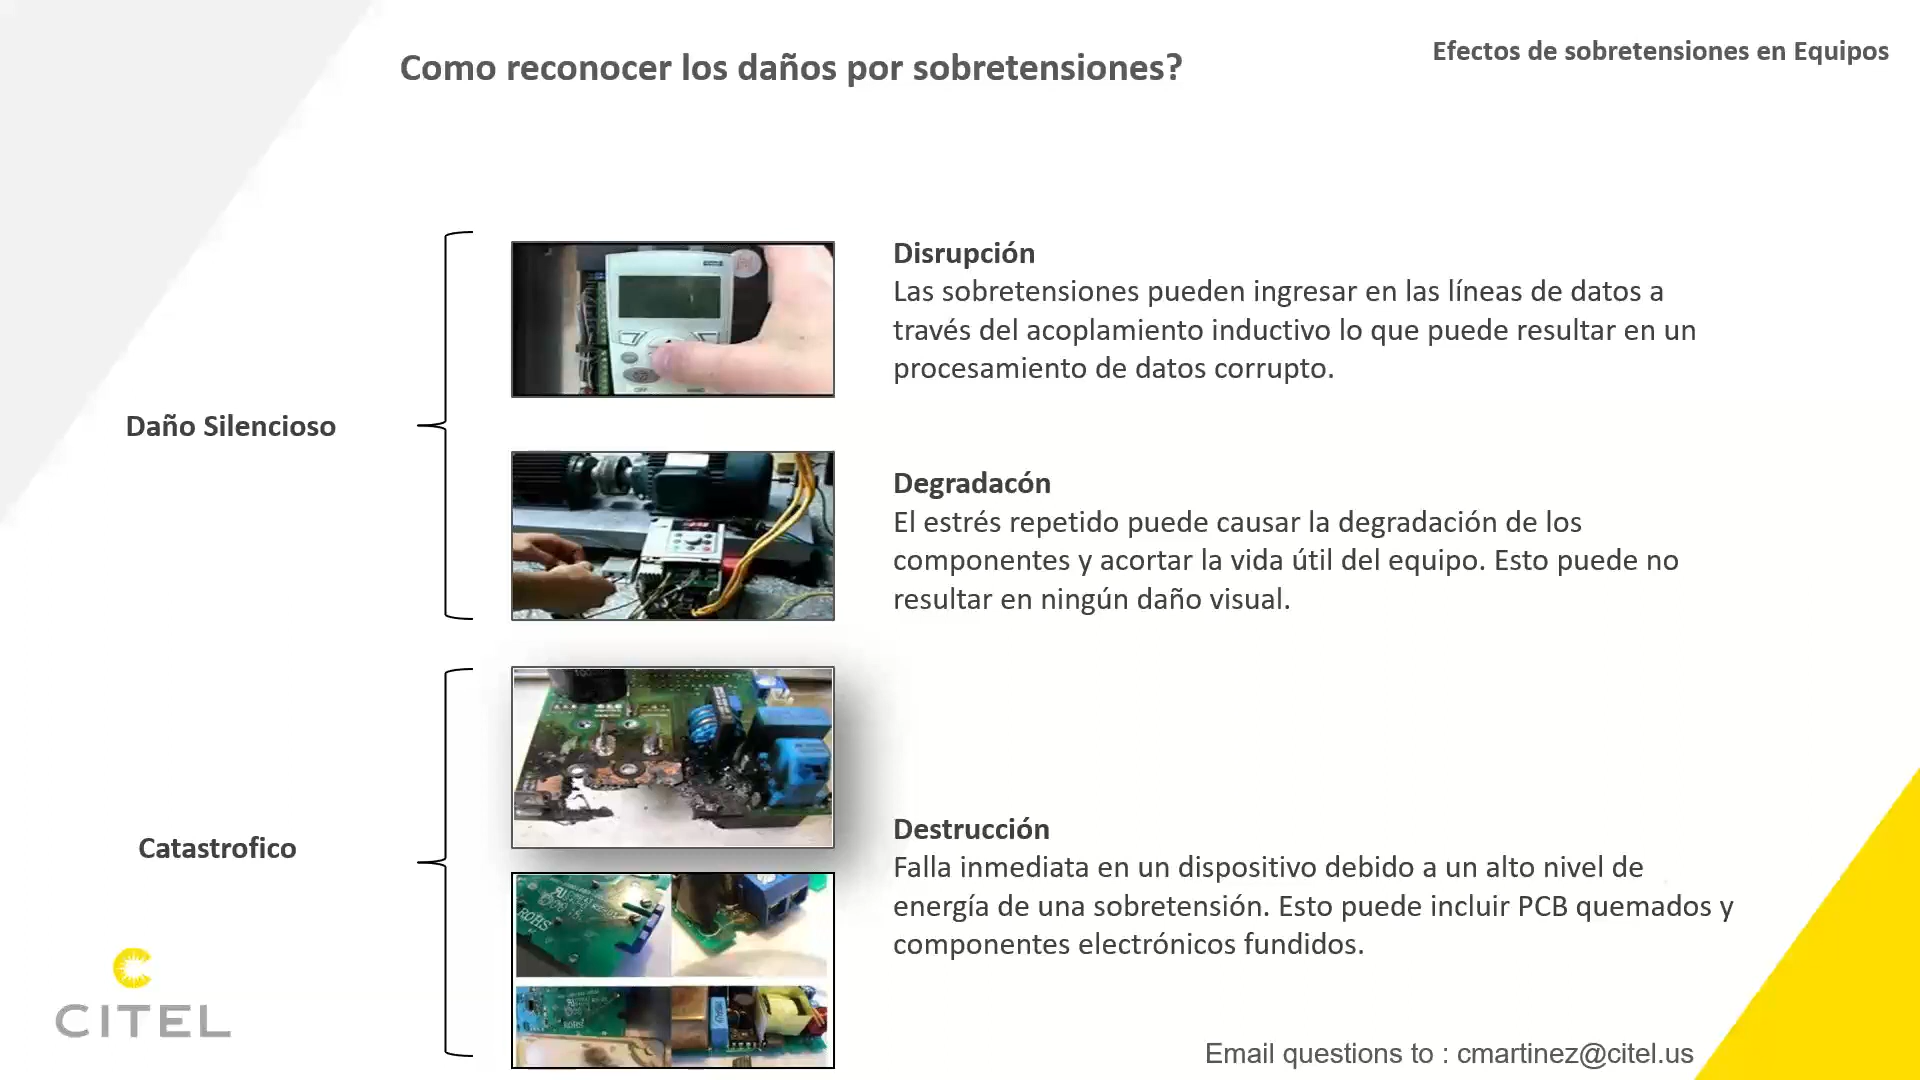 Como reconocer los daños por sobretensiones?
Efectos de sobretensiones en Equipos
Daño Silencioso
Disrupción
Las sobretensiones pueden ingresar en las líneas de datos a
través del acoplamiento inductivo lo que puede resultar en un
procesamiento de datos corrupto.
Degradacón
El estrés repetido puede causar la degradación de los
componentes y acortar la vida útil del equipo. Esto puede no
resultar en ningún daño visual.
Catastrofico
Destrucción
Falla inmediata en un dispositivo debido a un alto nivel de
energía de una sobretensión. Esto puede incluir PCB quemados y
componentes electrónicos fundidos.
ROHS
ROHS
CITEL
Email questions to : cmartinez@citel.us